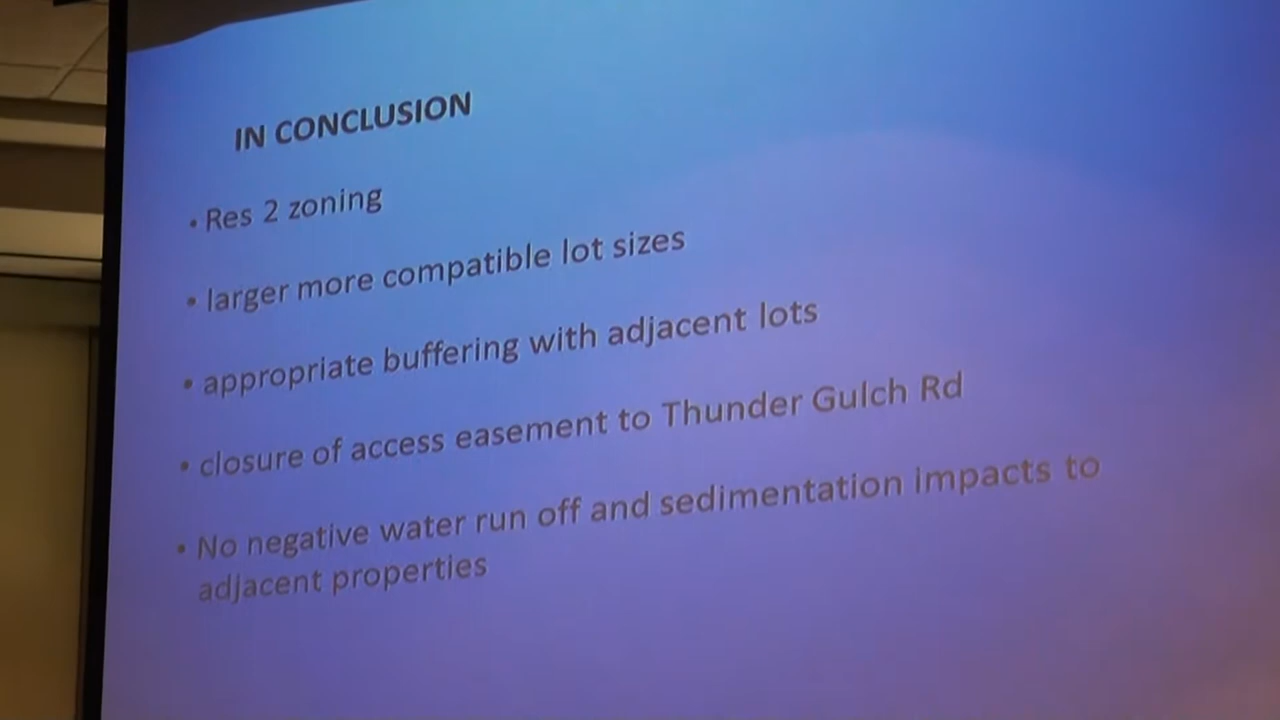 IN CONCLUSION
• Res 2 zoning
• larger more compatible lot sizes
• appropriate buffering with adjacent lots
• closure of access easement to Thunder Gulch Rd
• No negative water run off and sedimentation impacts to
adjacent properties